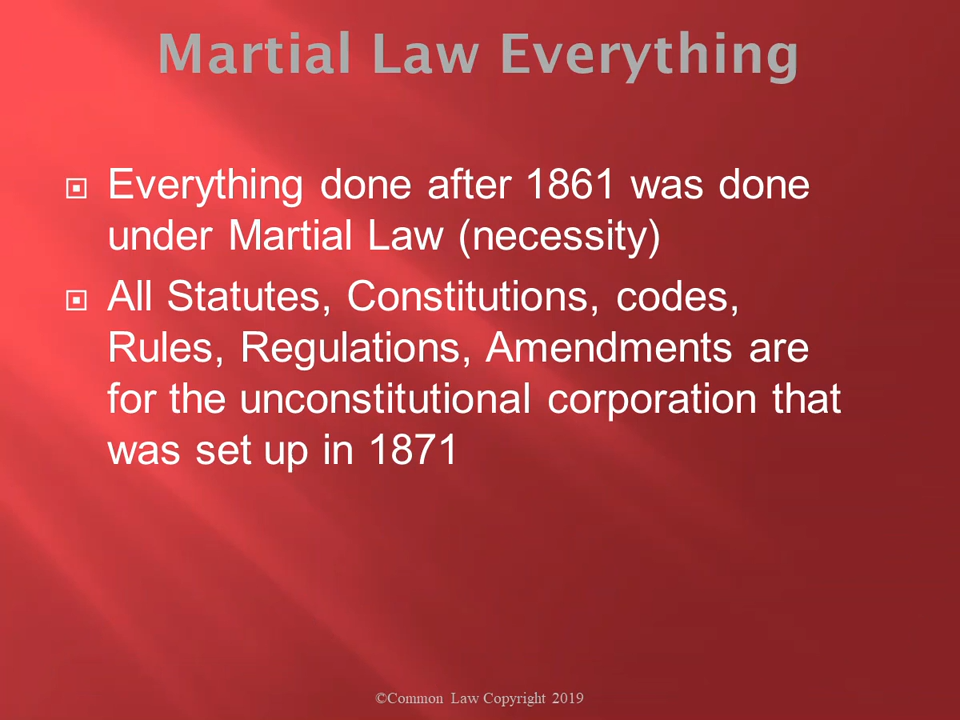 Martial Law Everything
Everything done after 1861 was done
under Martial Law (necessity)
All Statutes, Constitutions, codes,
Rules, Regulations, Amendments are
for the unconstitutional corporation that
was set up in 1871
©Common Law Copyright 2019